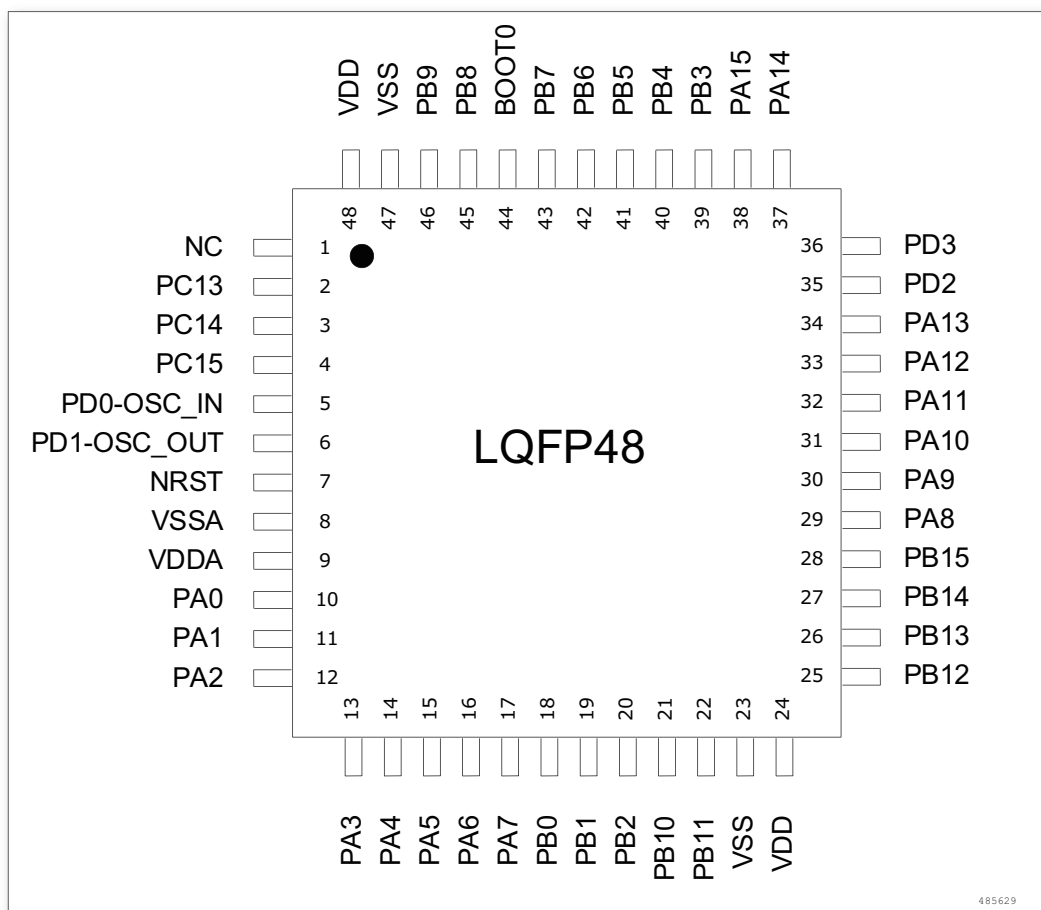 VDD VSS PB9 PB8 BOOT0 PB7 PB6 PB5 PB4 PB3 PA15 PA14
48 47 46 45 44 43 42 41 40 39 38 37
NC 1 36 PD3
PC13 2 35 PD2
PC14 3 34 PA13
PC15 4 33 PA12
PD0-OSC_IN 5 32 PA11
PD1-OSC_OUT 6 LQFP48 31 PA10
NRST 7 30 PA9
VSSA 8 29 PA8
VDDA 9 28 PB15
PA0 10 27 PB14
PA1 11 26 PB13
PA2 12 25 PB12
13 14 15 16 17 18 19 20 21 22 23 24
PA3 PA4 PA5 PA6 PA7 PB0 PB1 PB2 PB10 PB11 VSS VDD
485629